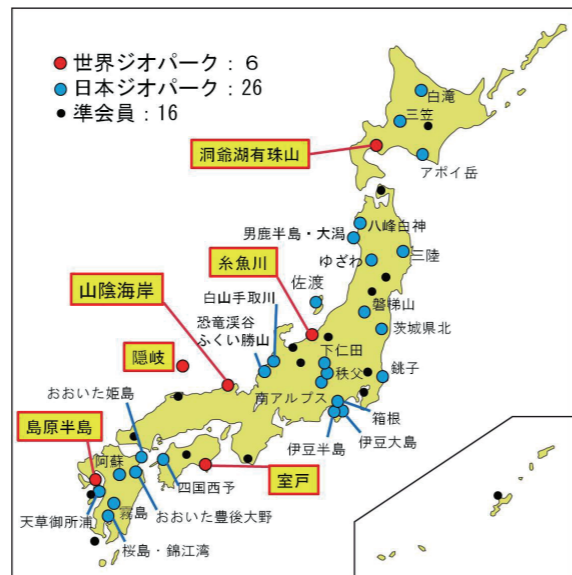 世界ジオパーク：6
日本ジオパーク：26
準会員：16
白滝
三笠
洞爺湖有珠山
アポイ岳
八峰白神
男鹿半島・大潟
ゆざわ
三陸
糸魚川
佐渡
山陰海岸
白山手取川
磐梯山
恐竜渓谷
ふくい勝山
茨城県北
下仁田
隠岐
秩父
銚子
南アルプス
おおいた姫島
箱根
島原半島
伊豆半島
伊豆大島
阿蘇
四国西予
室戸
天草御所浦
霧島
おおいた豊後大野
桜島・錦江湾